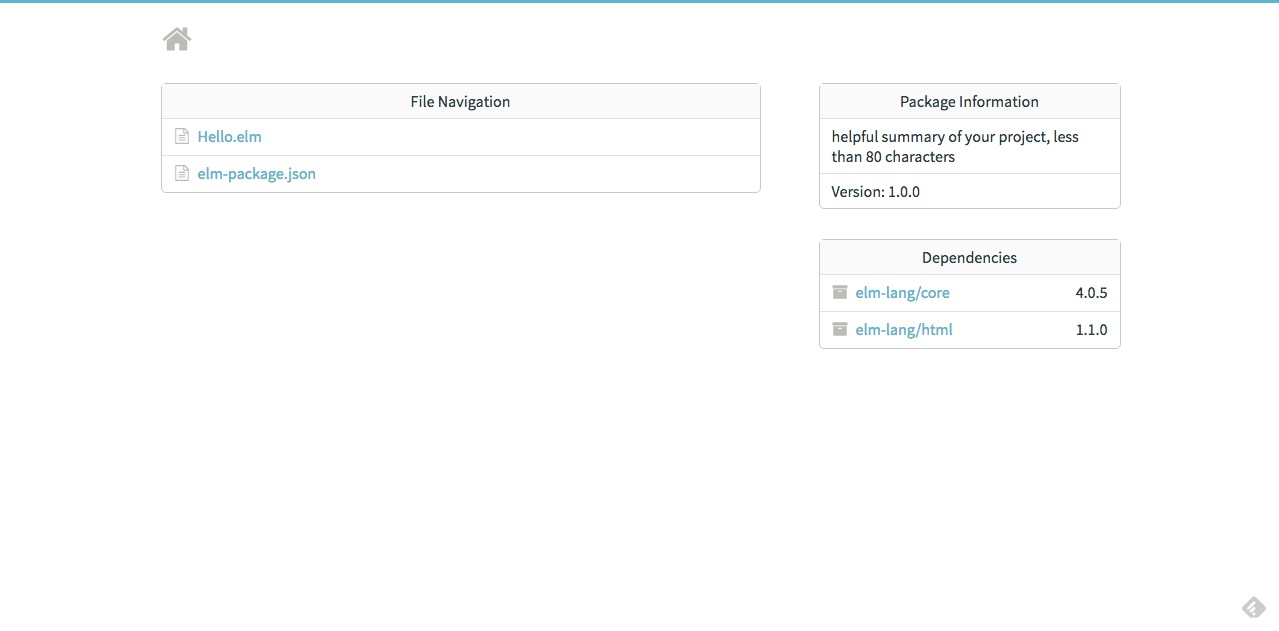 File Navigation
Hello.elm
elm-package.json
Package Information
helpful summary of your project, less
than 80 characters
Version: 1.0.0
Dependencies
elm-lang/core 4.0.5
elm-lang/html 1.1.0